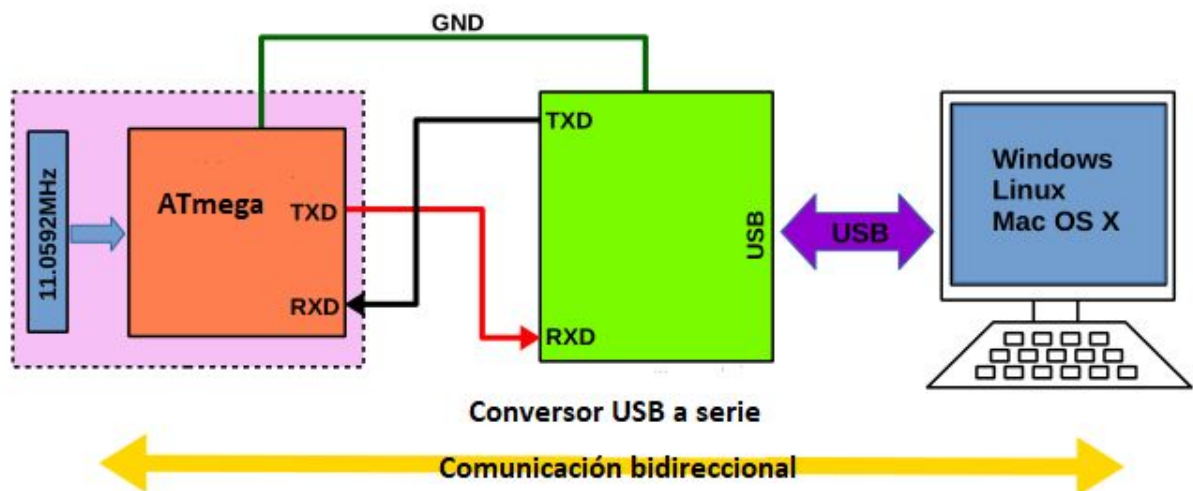 GND
11.0592MHz
ATmega
TXD
RXD
TXD
RXD
USB
USB
Windows
Linux
Mac OS X
Conversor USB a serie
Comunicación bidireccional